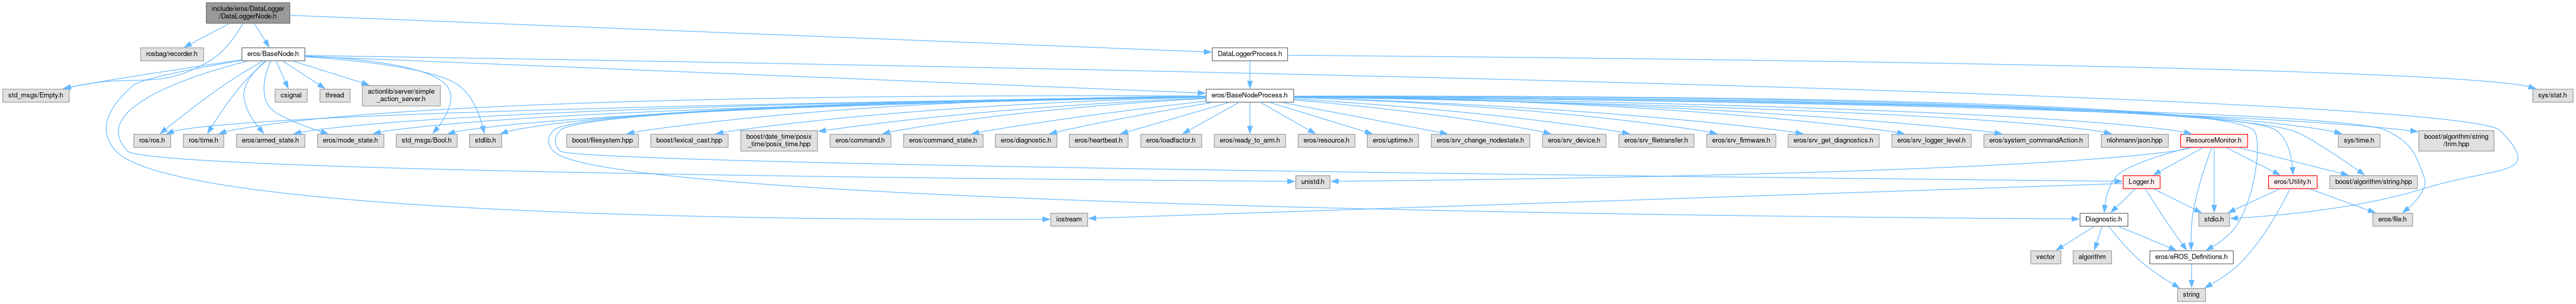 include/eros/DataLogger
/DataLoggerNode.h
rosbag/recorder.h
eros/BaseNode.h
DataLoggerProcess.h
std_msgs/Empty.h
csignal
thread
actionlib/server/simple
_action_server.h
eros/BaseNodeProcess.h
sys/stat.h
ros/ros.h
ros/time.h
eros/armed_state.h
eros/mode_state.h
std_msgs/Bool.h
stdlib.h
boost/filesystem.hpp
boost/lexical_cast.hpp
boost/date_time/posix
_time/posix_time.hpp
eros/command.h
eros/command_state.h
eros/diagnostic.h
eros/heartbeat.h
eros/loadfactor.h
eros/ready_to_arm.h
eros/resource.h
eros/uptime.h
eros/srv_change_nodestate.h
eros/srv_device.h
eros/srv_filetransfer.h
eros/srv_firmware.h
eros/srv_get_diagnostics.h
eros/srv_logger_level.h
eros/system_commandAction.h
nlohmann/json.hpp
ResourceMonitor.h
sys/time.h
boost/algorithm/string
/trim.hpp
unistd.h
Logger.h
boost/algorithm/string.hpp
eros/Utility.h
iostream
Diagnostic.h
stdio.h
eros/file.h
vector
algorithm
eros/eROS_Definitions.h
string